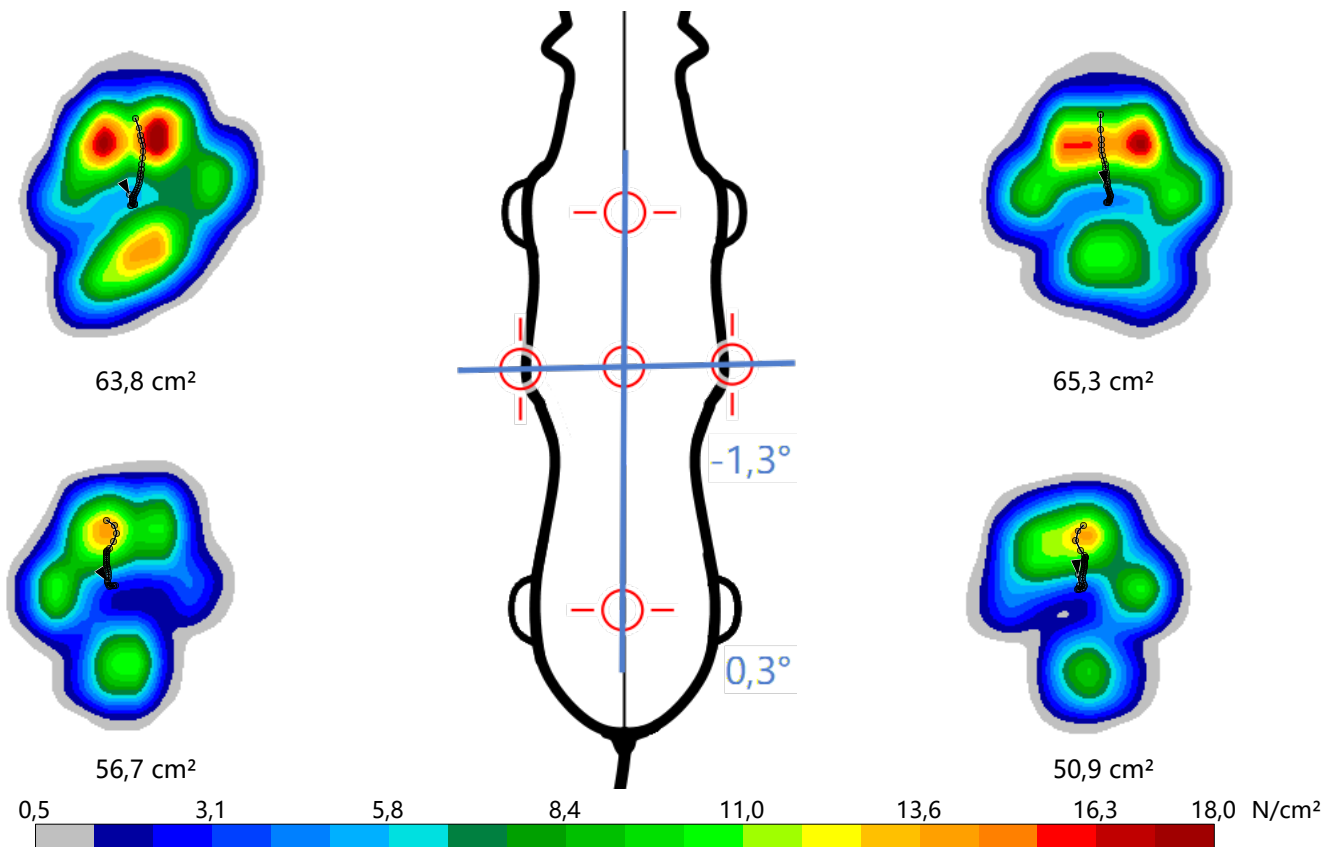 63,8 cm²
65,3 cm²
-1,3°
0,3°
56,7 cm²
50,9 cm²
0,5 3,1 5,8 8,4 11,0 13,6 16,3 18,0 N/cm²